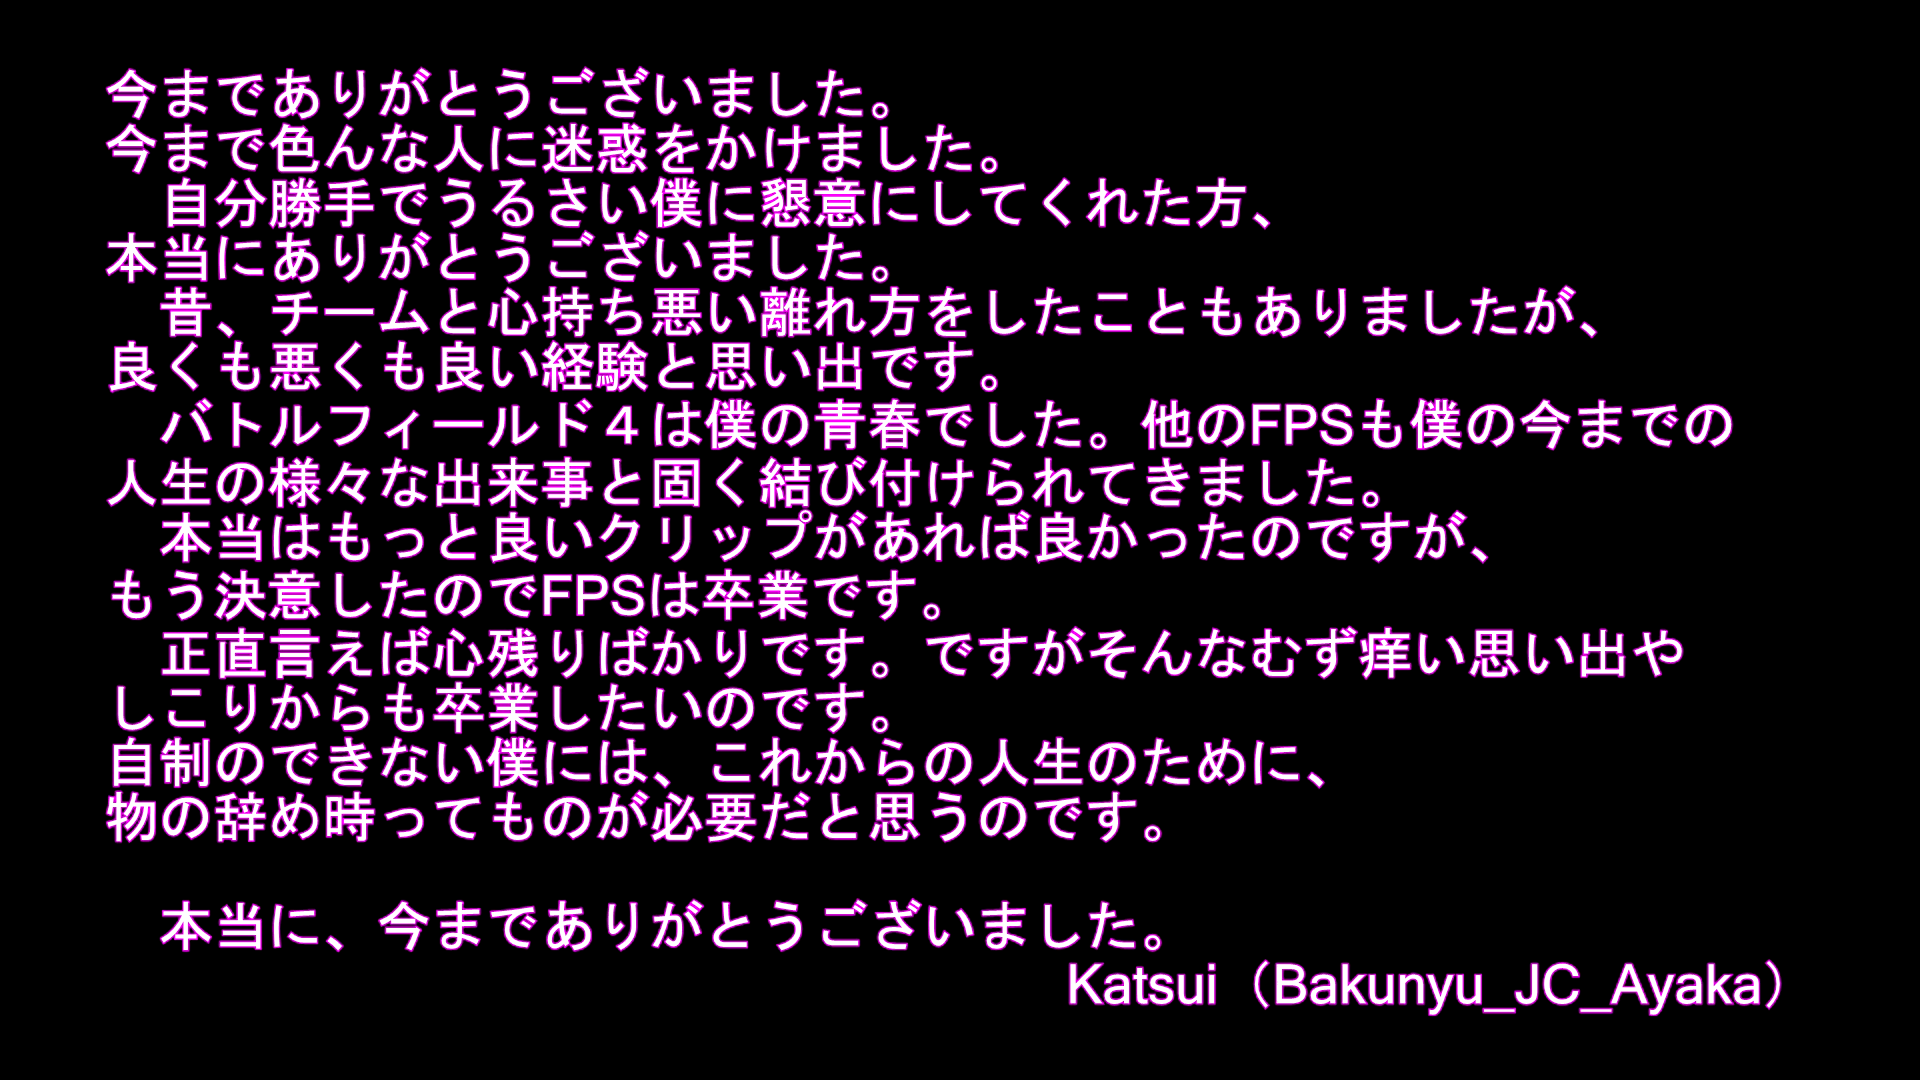 今までありがとうございました。
今まで色んな人に迷惑をかけました。
　自分勝手でうるさい僕に懇意にしてくれた方、
本当にありがとうございました。
　昔、チームと心持ち悪い離れ方をしたこともありましたが、
良くも悪くも良い経験と思い出です。
　バトルフィールド４は僕の青春でした。他のFPSも僕の今までの
人生の様々な出来事と固く結び付けられてきました。
　本当はもっと良いクリップがあれば良かったのですが、
もう決意したのでFPSは卒業です。
　正直言えば心残りばかりです。ですがそんなむず痒い思い出や
しこりからも卒業したいのです。
自制のできない僕には、これからの人生のために、
物の辞め時ってものが必要だと思うのです。
　本当に、今までありがとうございました。
Katsui（Bakunyu_JC_Ayaka）